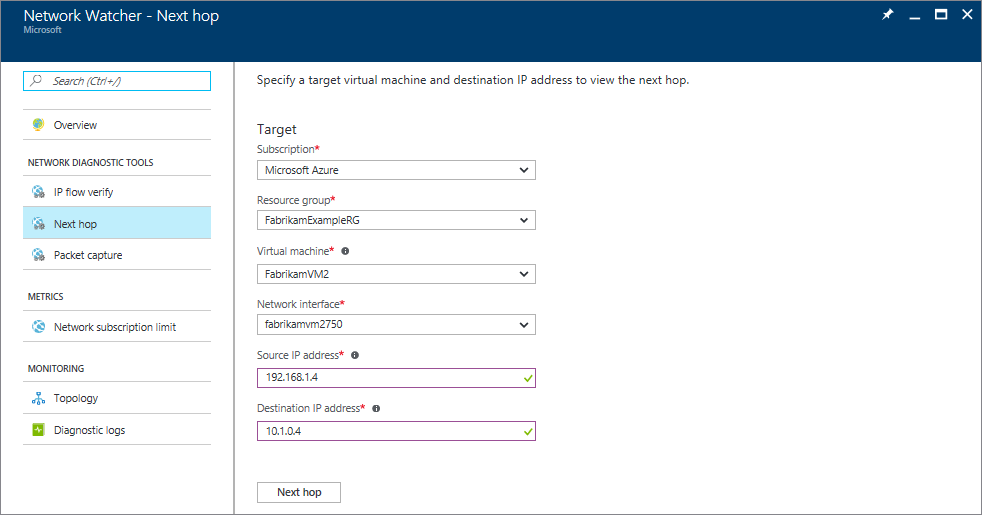 Network Watcher - Next hop
Microsoft
Search (Ctrl+/)
Overview
NETWORK DIAGNOSTIC TOOLS
IP flow verify
Next hop
Packet capture
METRICS
Network subscription limit
MONITORING
Topology
Diagnostic logs
Specify a target virtual machine and destination IP address to view the next hop.
Target
Subscription*
Microsoft Azure
Resource group*
FabrikamExampleRG
Virtual machine*
FabrikamVM2
Network interface*
fabrikamvm2750
Source IP address*
192.168.1.4
Destination IP address*
10.1.0.4
Next hop